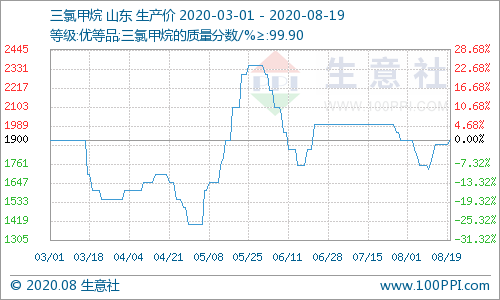 三氯甲烷 山东 生产价 2020-03-01 - 2020-08-19
等级:优等品;三氯甲烷的质量分数/%≥:99.90
2445 28.68%
2331 22.68%
2217 16.68%
2103 10.68%
1989 4.68%
1900 0.00%
1761 -7.32%
1647 -13.32%
1533 -19.32%
1419 -25.32%
1305 -31.32%
生意社
www.100PPI.com
03/01 03/18 04/04 04/21 05/08 05/25 06/11 06/28 07/15 08/01 08/19
© 2020.08 生意社 www.100PPI.com